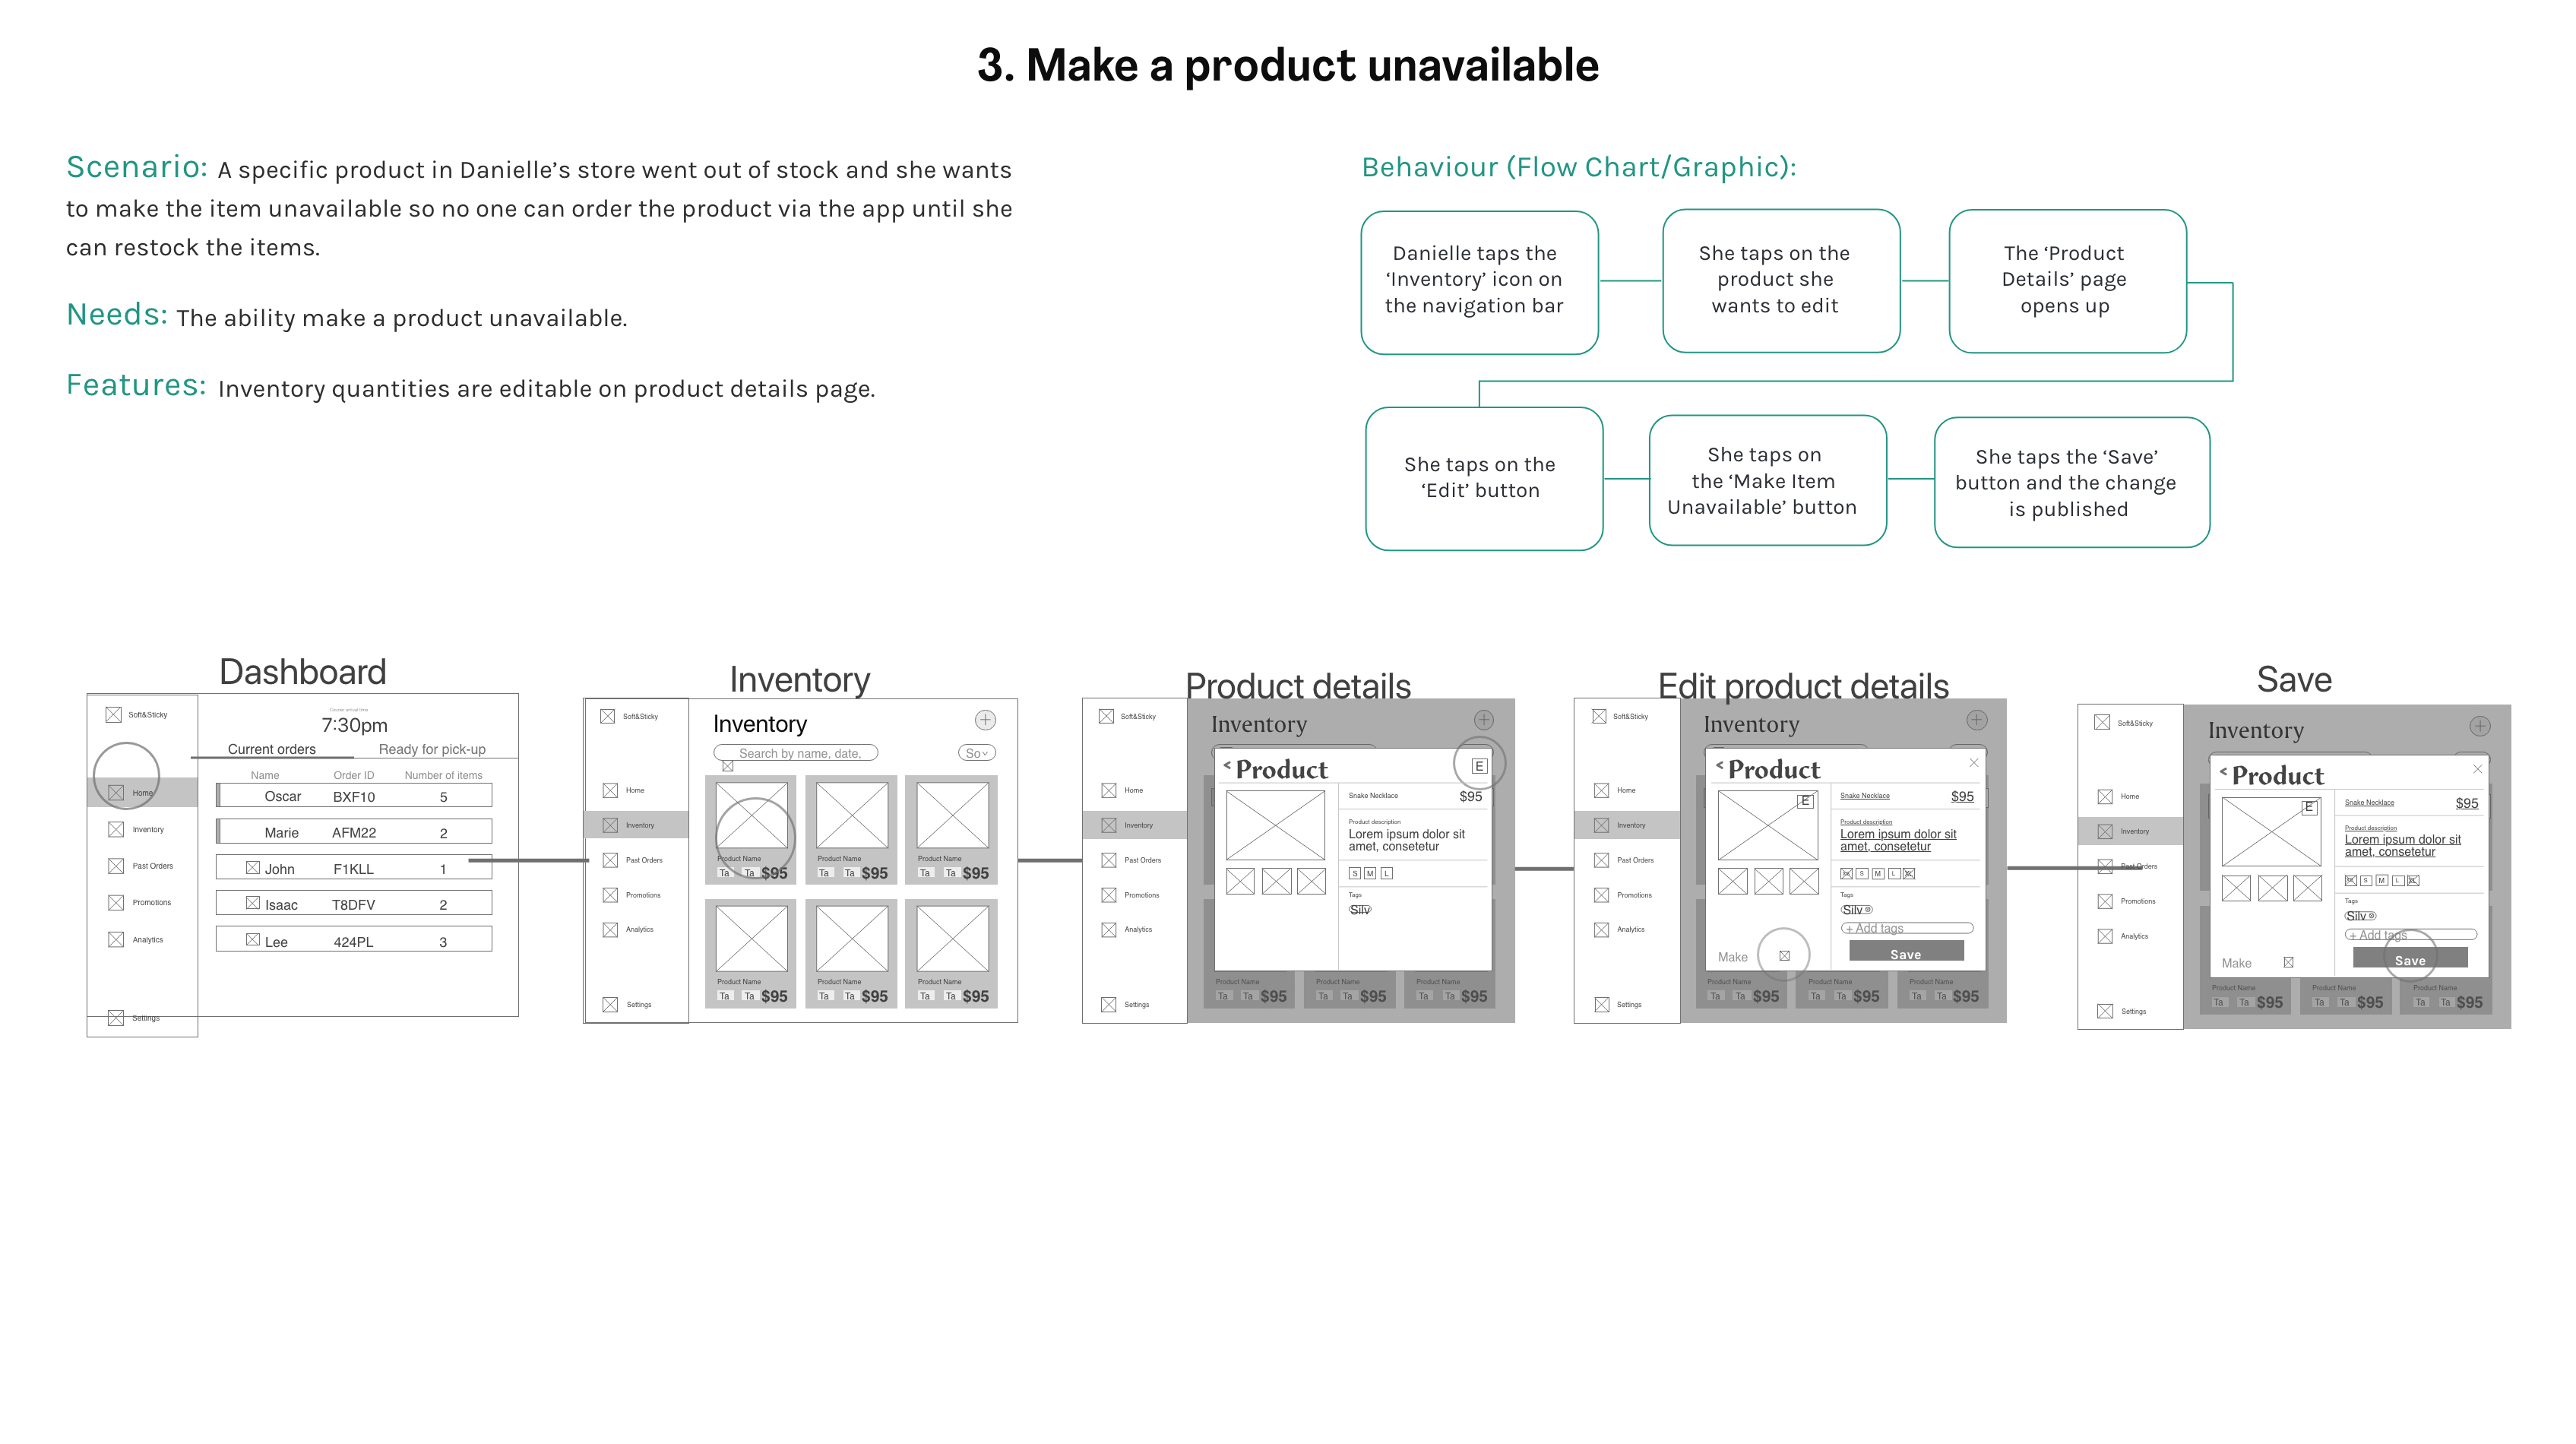 3. Make a product unavailable
Scenario: A specific product in Danielle’s store went out of stock and she wants
to make the item unavailable so no one can order the product via the app until she
can restock the items.
Needs: The ability make a product unavailable.
Features: Inventory quantities are editable on product details page.
Behaviour (Flow Chart/Graphic):
Danielle taps the
‘Inventory’ icon on
the navigation bar
She taps on the
product she
wants to edit
The ‘Product
Details’ page
opens up
She taps on the
‘Edit’ button
She taps on
the ‘Make Item
Unavailable’ button
She taps the ‘Save’
button and the change
is published
Dashboard
Soft&Sticky
Home
Inventory
Past Orders
Promotions
Analytics
Settings
Courier arrival time
7:30pm
Current orders Ready for pick-up
Name Order ID Number of items
Oscar BXF10 5
Marie AFM22 2
John F1KLL 1
Isaac T8DFV 2
Lee 424PL 3
Inventory
Soft&Sticky
Home
Inventory
Past Orders
Promotions
Analytics
Settings
Inventory
Search by name, date,
So
Product Name Product Name Product Name
Ta Ta $95 Ta Ta $95 Ta Ta $95
Product Name Product Name Product Name
Ta Ta $95 Ta Ta $95 Ta Ta $95
Product details
Soft&Sticky
Home
Inventory
Past Orders
Promotions
Analytics
Settings
Inventory
< Product E
Snake Necklace $95
Product description
Lorem ipsum dolor sit
amet, consetetur
S M L
Tags
Silv
Product Name Product Name Product Name
Ta Ta $95 Ta Ta $95 Ta Ta $95
Edit product details
Soft&Sticky
Home
Inventory
Past Orders
Promotions
Analytics
Settings
Inventory
< Product
E
Snake Necklace $95
Product description
Lorem ipsum dolor sit
amet, consetetur
S M L
Tags
Silv
+ Add tags
Make
Save
Product Name Product Name Product Name
Ta Ta $95 Ta Ta $95 Ta Ta $95
Save
Soft&Sticky
Home
Inventory
Past Orders
Promotions
Analytics
Settings
Inventory
< Product
E
Snake Necklace $95
Product description
Lorem ipsum dolor sit
amet, consetetur
S M L
Tags
Silv
+ Add tags
Make
Save
Product Name Product Name Product Name
Ta Ta $95 Ta Ta $95 Ta Ta $95